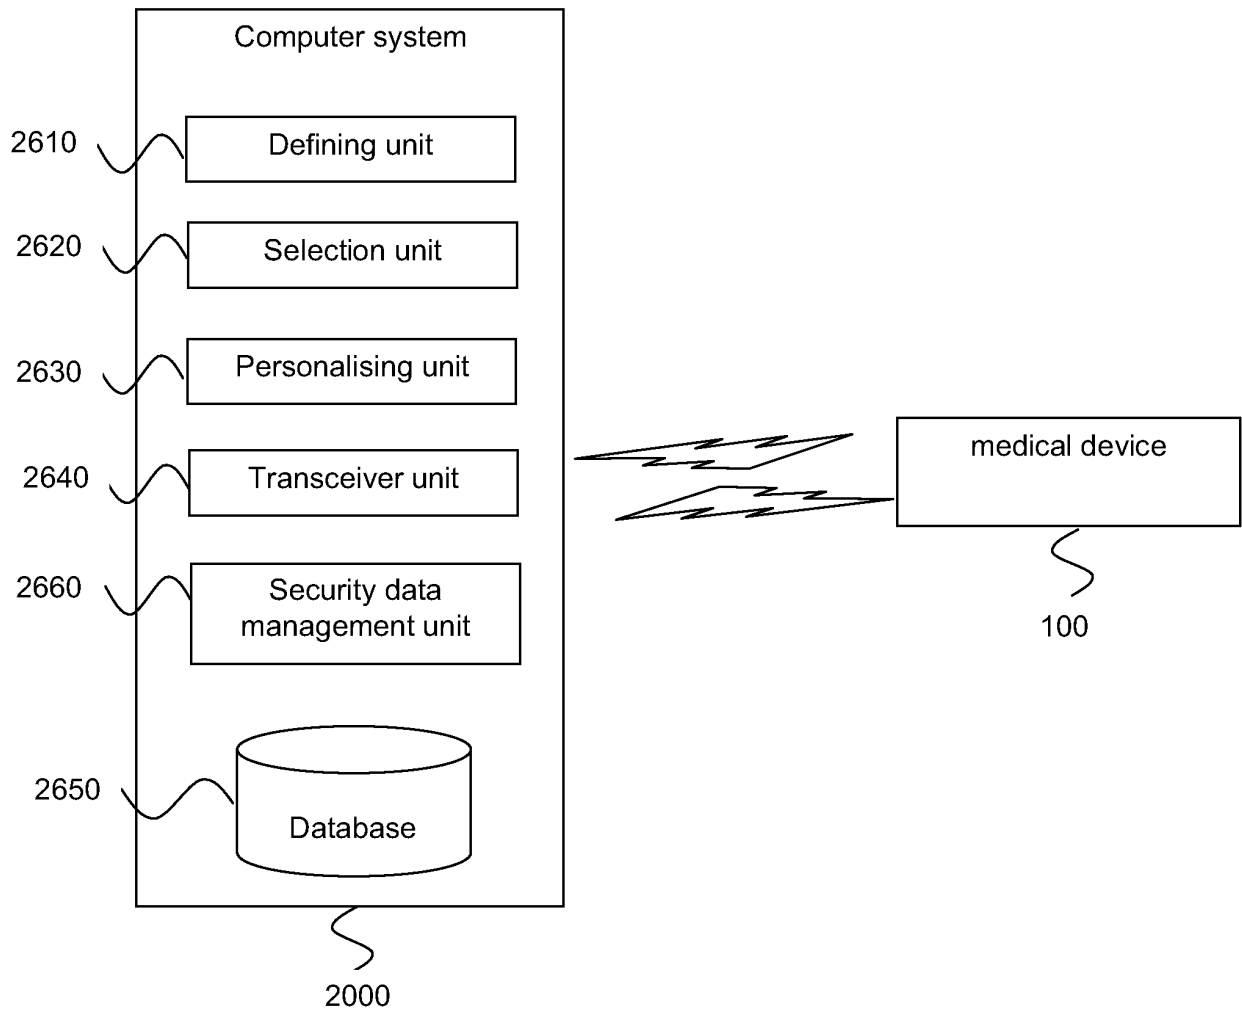 Computer system
2610
Defining unit
2620
Selection unit
2630
Personalising unit
2640
Transceiver unit
2660
Security data
management unit
2650
Database
2000
medical device
100